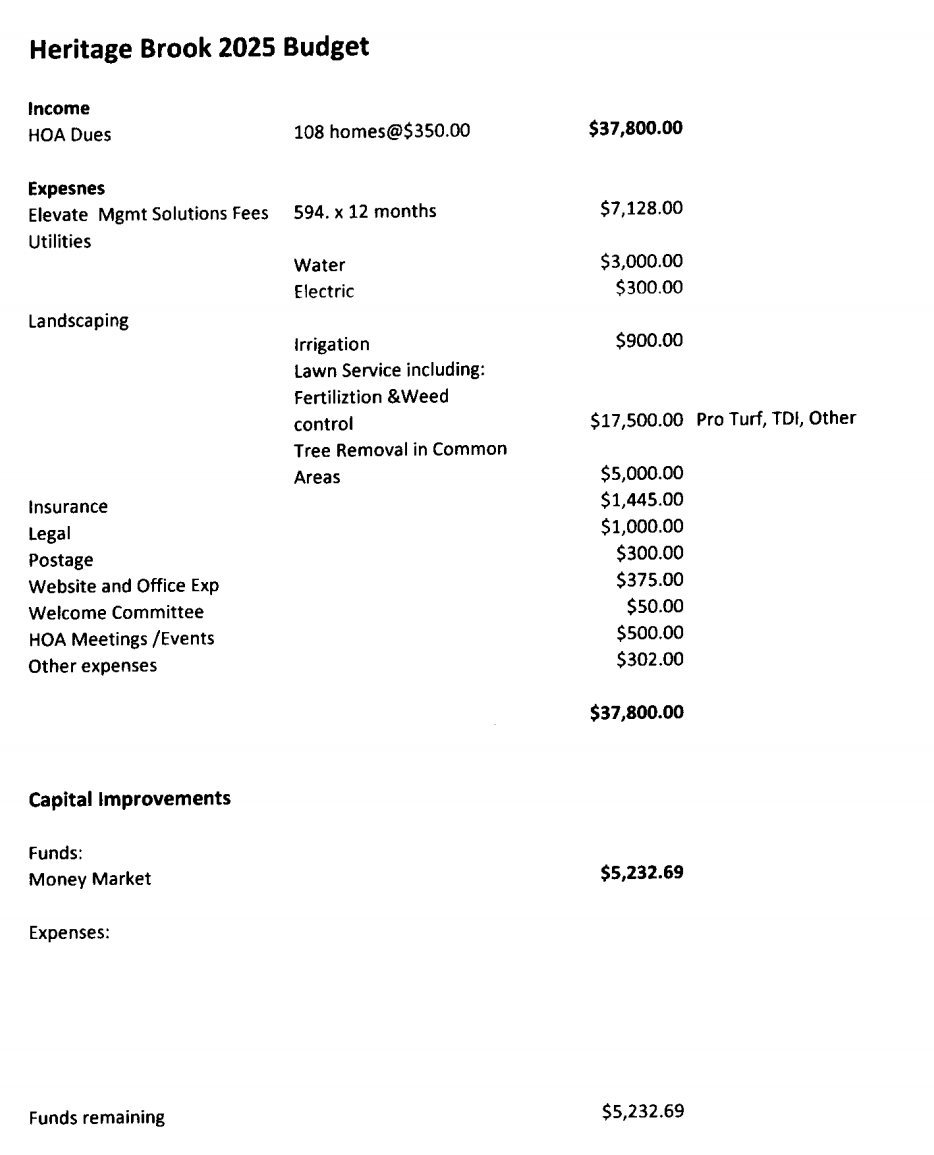 Heritage Brook 2025 Budget
Income
HOA Dues 108 homes@$350.00 $37,800.00
Expesnes
Elevate Mgmt Solutions Fees 594. x 12 months $7,128.00
Utilities
Water $3,000.00
Electric $300.00
Landscaping
Irrigation $900.00
Lawn Service including:
Fertiliztion &Weed
control $17,500.00 Pro Turf, TDI, Other
Tree Removal in Common
Areas $5,000.00
Insurance $1,445.00
Legal $1,000.00
Postage $300.00
Website and Office Exp $375.00
Welcome Committee $50.00
HOA Meetings /Events $500.00
Other expenses $302.00
$37,800.00
Capital Improvements
Funds:
Money Market $5,232.69
Expenses:
Funds remaining $5,232.69